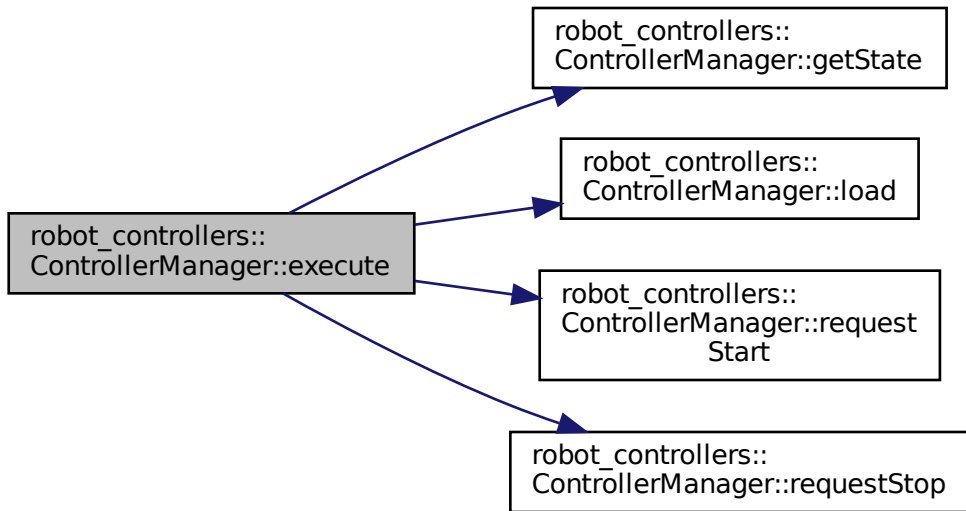 robot_controllers::
ControllerManager::getState
robot_controllers::
ControllerManager::load
robot_controllers::
ControllerManager::execute
robot_controllers::
ControllerManager::request
Start
robot_controllers::
ControllerManager::requestStop